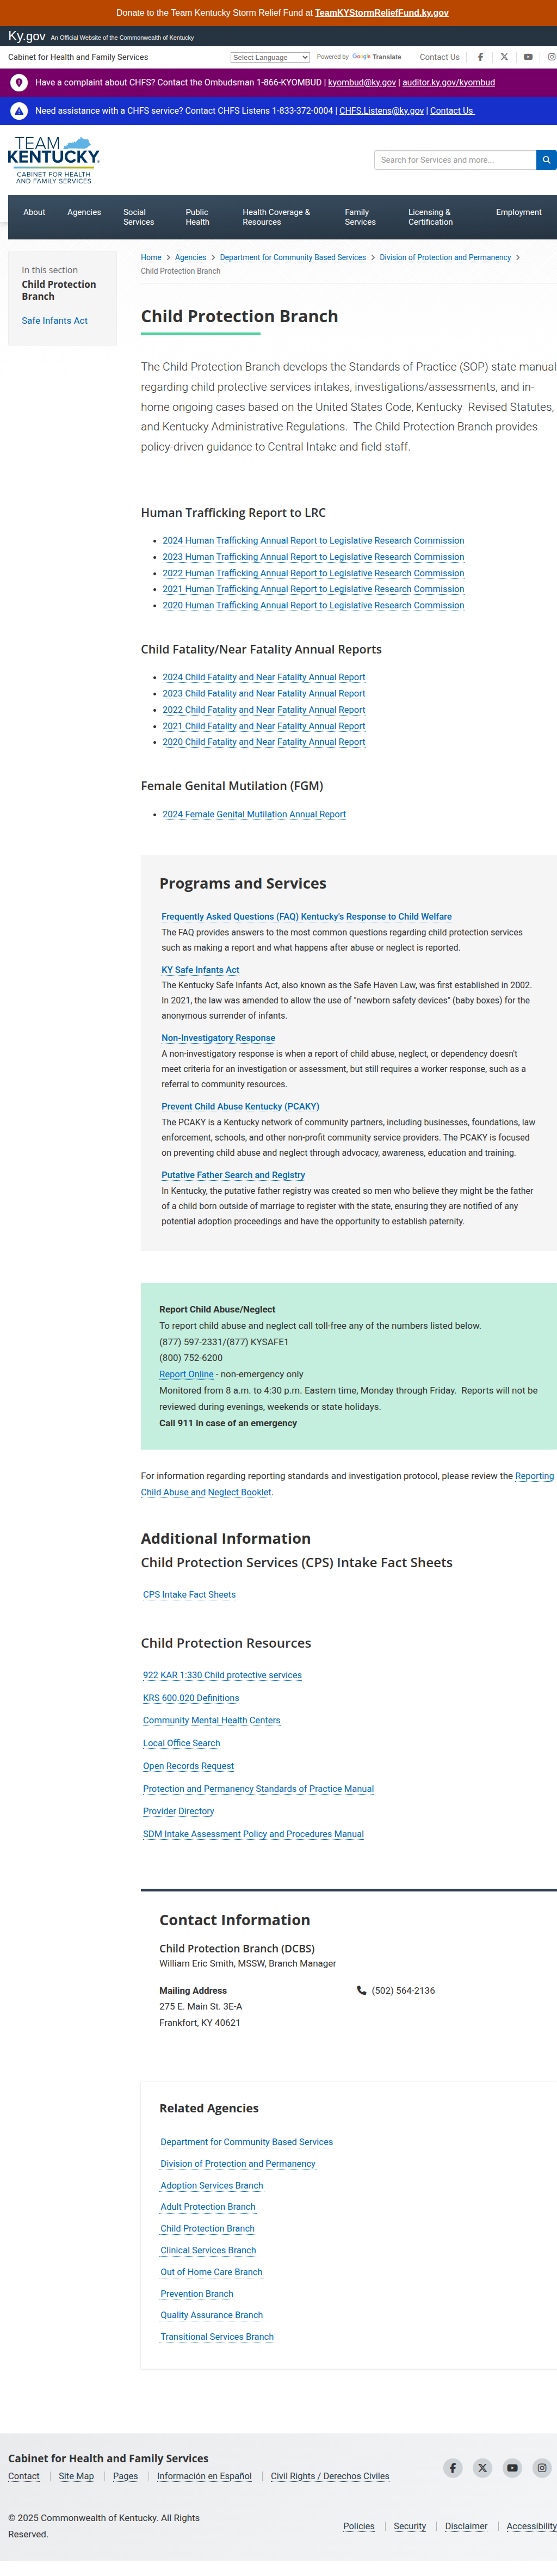 Donate to the Team Kentucky Storm Relief Fund at TeamKYStormReliefFund.ky.gov
Ky.gov An Official Website of the Commonwealth of Kentucky
Cabinet for Health and Family Services
Select Language
Powered by Google Translate
Contact Us
Have a complaint about CHFS? Contact the Ombudsman 1-866-KYOMBUD | kyombud@ky.gov | auditor.ky.gov/kyombud
Need assistance with a CHFS service? Contact CHFS Listens 1-833-372-0004 | CHFS.Listens@ky.gov | Contact Us
TEAM
KENTUCKY
CABINET FOR HEALTH
AND FAMILY SERVICES
Search for Services and more...
About
Agencies
Social
Services
Public
Health
Health Coverage &
Resources
Family
Services
Licensing &
Certification
Employment
In this section
Child Protection
Branch
Safe Infants Act
Home > Agencies > Department for Community Based Services > Division of Protection and Permanency >
Child Protection Branch
Child Protection Branch
The Child Protection Branch develops the Standards of Practice (SOP) state manual
regarding child protective services intakes, investigations/assessments, and in-
home ongoing cases based on the United States Code, Kentucky Revised Statutes,
and Kentucky Administrative Regulations. The Child Protection Branch provides
policy-driven guidance to Central Intake and field staff.
Human Trafficking Report to LRC
• 2024 Human Trafficking Annual Report to Legislative Research Commission
• 2023 Human Trafficking Annual Report to Legislative Research Commission
• 2022 Human Trafficking Annual Report to Legislative Research Commission
• 2021 Human Trafficking Annual Report to Legislative Research Commission
• 2020 Human Trafficking Annual Report to Legislative Research Commission
Child Fatality/Near Fatality Annual Reports
• 2024 Child Fatality and Near Fatality Annual Report
• 2023 Child Fatality and Near Fatality Annual Report
• 2022 Child Fatality and Near Fatality Annual Report
• 2021 Child Fatality and Near Fatality Annual Report
• 2020 Child Fatality and Near Fatality Annual Report
Female Genital Mutilation (FGM)
• 2024 Female Genital Mutilation Annual Report
Programs and Services
Frequently Asked Questions (FAQ) Kentucky's Response to Child Welfare
The FAQ provides answers to the most common questions regarding child protection services
such as making a report and what happens after abuse or neglect is reported.
KY Safe Infants Act
The Kentucky Safe Infants Act, also known as the Safe Haven Law, was first established in 2002.
In 2021, the law was amended to allow the use of "newborn safety devices" (baby boxes) for the
anonymous surrender of infants.
Non-Investigatory Response
A non-investigatory response is when a report of child abuse, neglect, or dependency doesn't
meet criteria for an investigation or assessment, but still requires a worker response, such as a
referral to community resources.
Prevent Child Abuse Kentucky (PCAKY)
The PCAKY is a Kentucky network of community partners, including businesses, foundations, law
enforcement, schools, and other non-profit community service providers. The PCAKY is focused
on preventing child abuse and neglect through advocacy, awareness, education and training.
Putative Father Search and Registry
In Kentucky, the putative father registry was created so men who believe they might be the father
of a child born outside of marriage to register with the state, ensuring they are notified of any
potential adoption proceedings and have the opportunity to establish paternity.
Report Child Abuse/Neglect
To report child abuse and neglect call toll-free any of the numbers listed below.
(877) 597-2331/(877) KYSAFE1
(800) 752-6200
Report Online - non-emergency only
Monitored from 8 a.m. to 4:30 p.m. Eastern time, Monday through Friday. Reports will not be
reviewed during evenings, weekends or state holidays.
Call 911 in case of an emergency
For information regarding reporting standards and investigation protocol, please review the Reporting
Child Abuse and Neglect Booklet.
Additional Information
Child Protection Services (CPS) Intake Fact Sheets
CPS Intake Fact Sheets
Child Protection Resources
922 KAR 1:330 Child protective services
KRS 600.020 Definitions
Community Mental Health Centers
Local Office Search
Open Records Request
Protection and Permanency Standards of Practice Manual
Provider Directory
SDM Intake Assessment Policy and Procedures Manual
Contact Information
Child Protection Branch (DCBS)
William Eric Smith, MSSW, Branch Manager
Mailing Address
275 E. Main St. 3E-A
Frankfort, KY 40621
(502) 564-2136
Related Agencies
Department for Community Based Services
Division of Protection and Permanency
Adoption Services Branch
Adult Protection Branch
Child Protection Branch
Clinical Services Branch
Out of Home Care Branch
Prevention Branch
Quality Assurance Branch
Transitional Services Branch
Cabinet for Health and Family Services
Contact | Site Map | Pages | Información en Español | Civil Rights / Derechos Civiles
© 2025 Commonwealth of Kentucky. All Rights
Reserved.
Policies | Security | Disclaimer | Accessibility